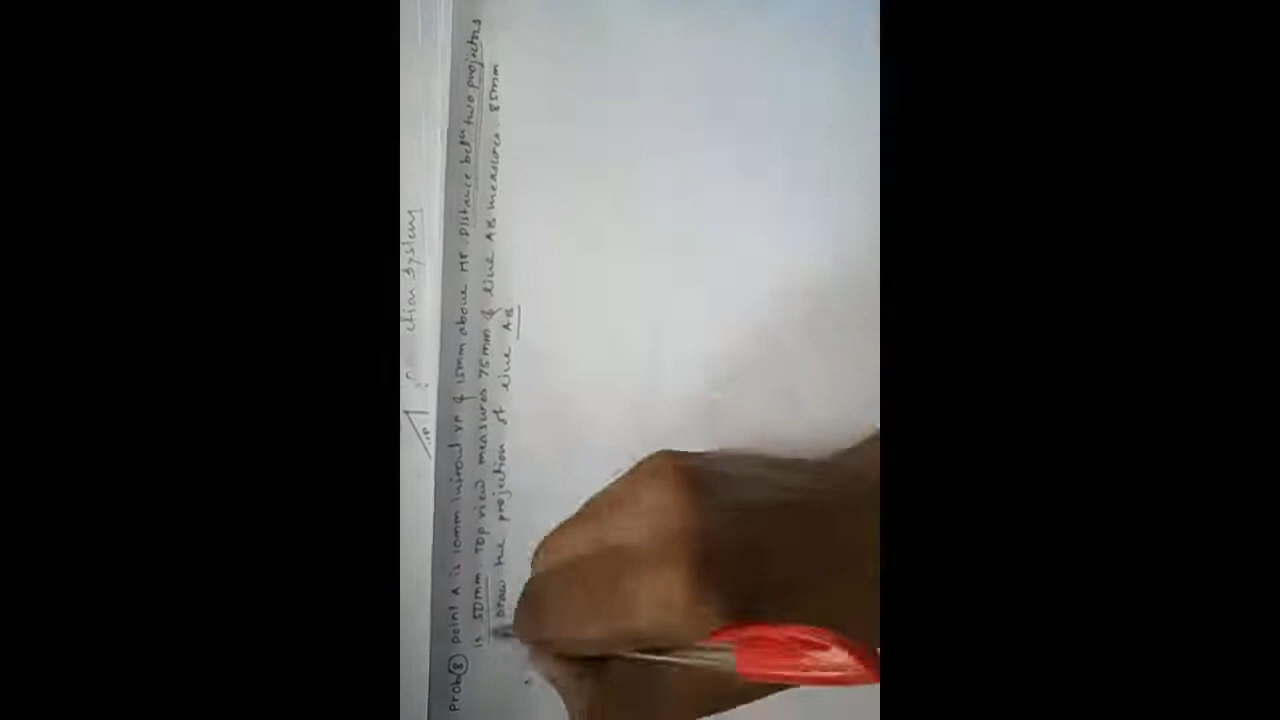 ction system
Prob 8 point A is 10mm infront VP & 15mm above HP. Distance betn two projectors
is 50mm. Top view measures 75mm & line AB measures. 85mm
Draw the projection of line AB